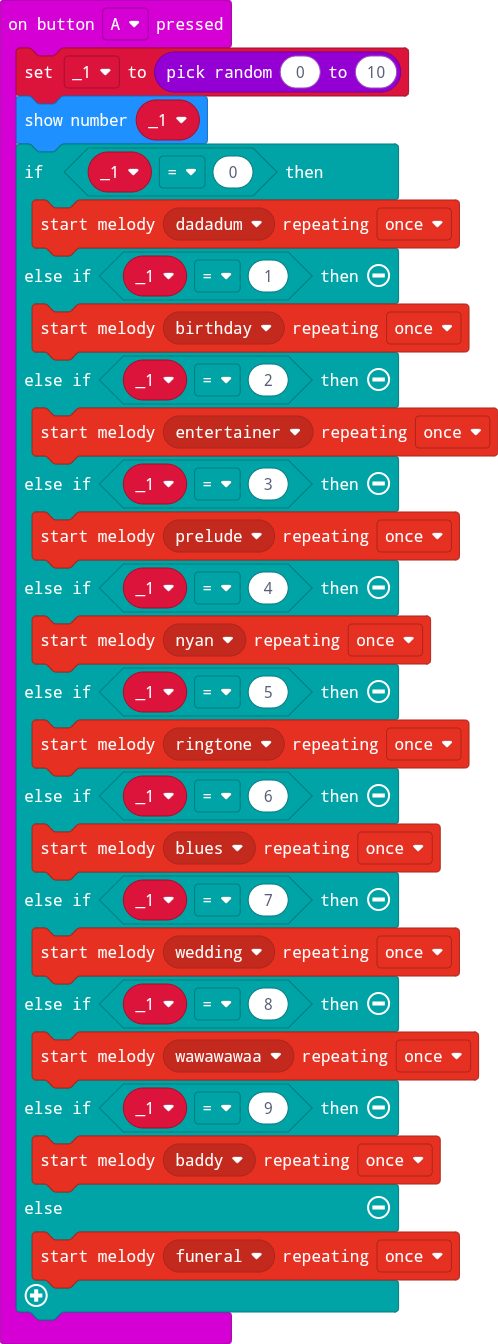 on button A pressed
set _1 to pick random 0 to 10
show number _1
if _1 = 0 then
start melody dadadum repeating once
else if _1 = 1 then
start melody birthday repeating once
else if _1 = 2 then
start melody entertainer repeating once
else if _1 = 3 then
start melody prelude repeating once
else if _1 = 4 then
start melody nyan repeating once
else if _1 = 5 then
start melody ringtone repeating once
else if _1 = 6 then
start melody blues repeating once
else if _1 = 7 then
start melody wedding repeating once
else if _1 = 8 then
start melody wawawawaa repeating once
else if _1 = 9 then
start melody baddy repeating once
else
start melody funeral repeating once